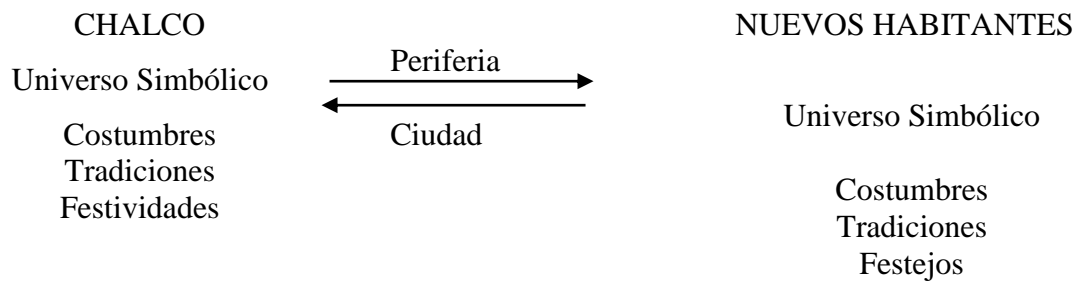 CHALCO
Universo Simbólico
Costumbres
Tradiciones
Festividades
Periferia
Ciudad
NUEVOS HABITANTES
Universo Simbólico
Costumbres
Tradiciones
Festejos